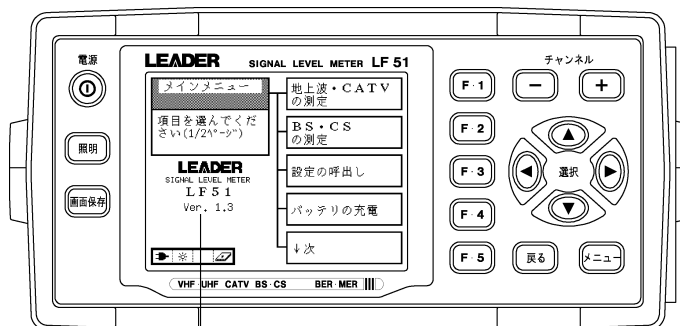 電源
照明
画面保存
LEADER SIGNAL LEVEL METER LF 51
メインメニュー
項目を選んでくだ
さい(1/2ﾍﾟｰｼﾞ)
LEADER
SIGNAL LEVEL METER
LF51
Ver. 1.3
地上波・CATV
の測定
BS・CS
の測定
設定の呼出し
バッテリの充電
↓次
VHF・UHF CATV BS・CS BER・MER
F・1
F・2
F・3
F・4
F・5
チャンネル
− +
選択
戻る
メニュー